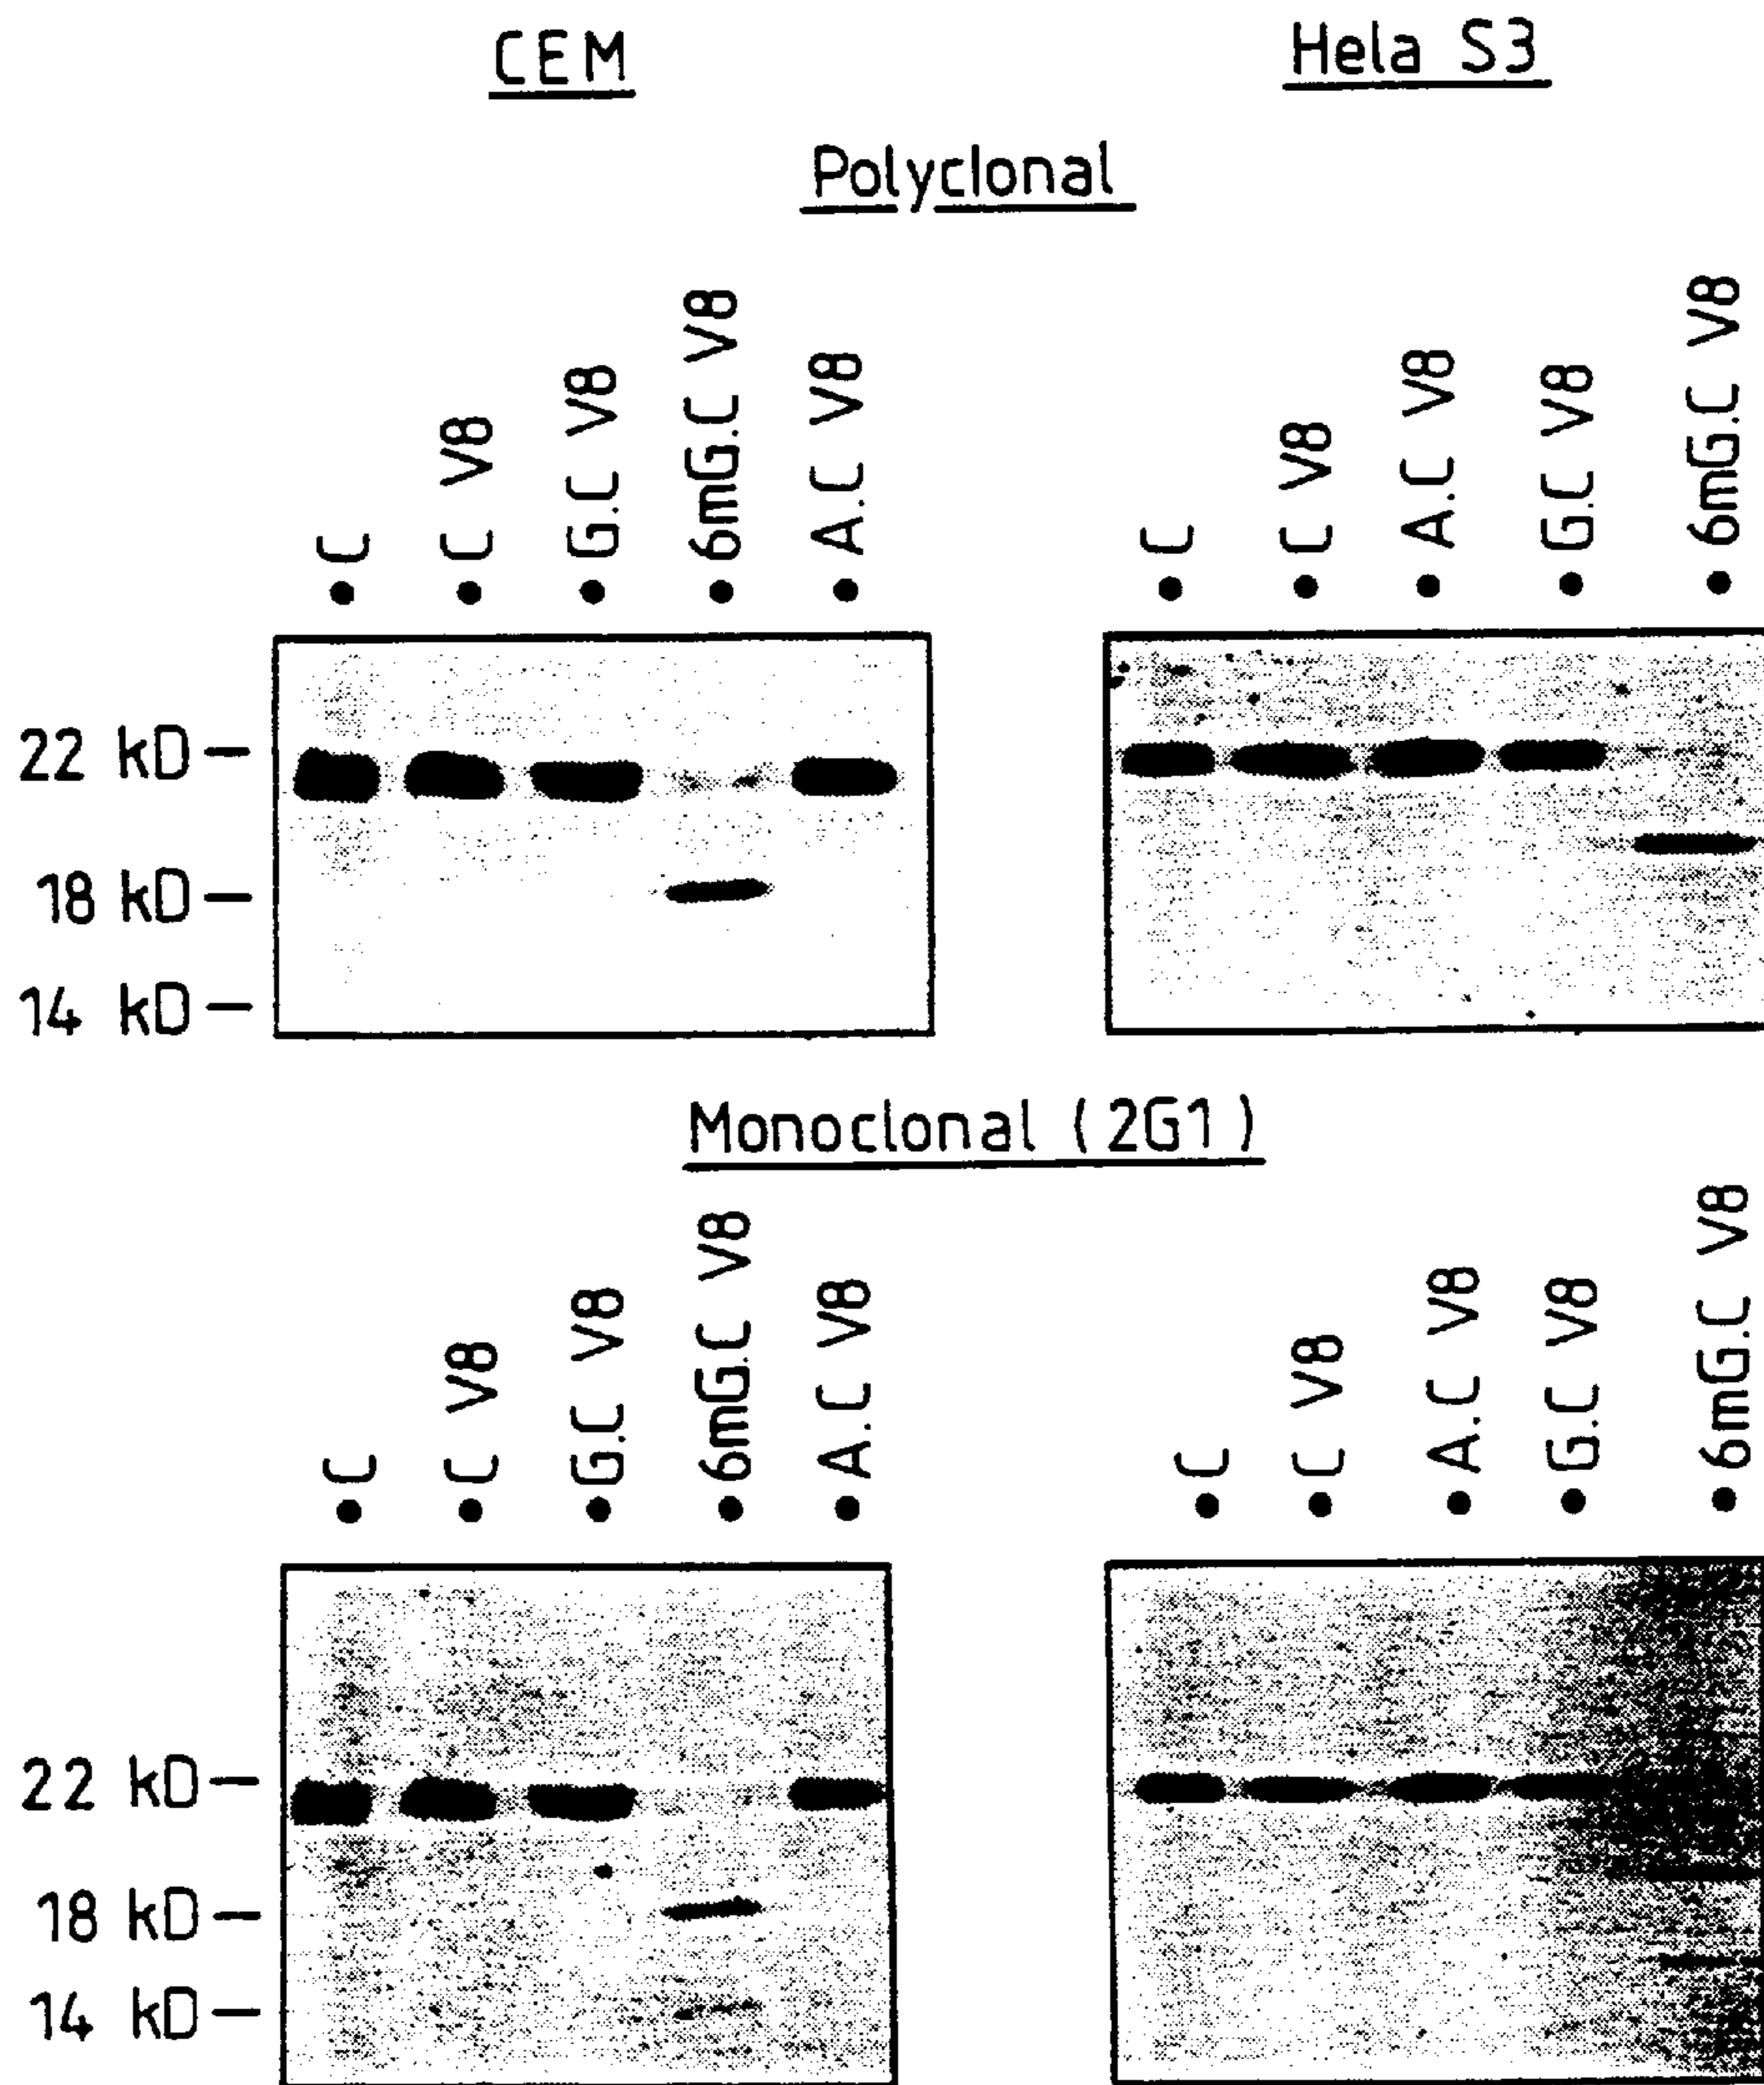 CEM
Hela S3
Polyclonal
C
C V8
G.C V8
6mG.C V8
A.C V8
C
C V8
A.C V8
G.C V8
6mG.C V8
22 kD
18 kD
14 kD
Monoclonal (2G1)
C
C V8
G.C V8
6mG.C V8
A.C V8
C
C V8
A.C V8
G.C V8
6mG.C V8
22 kD
18 kD
14 kD